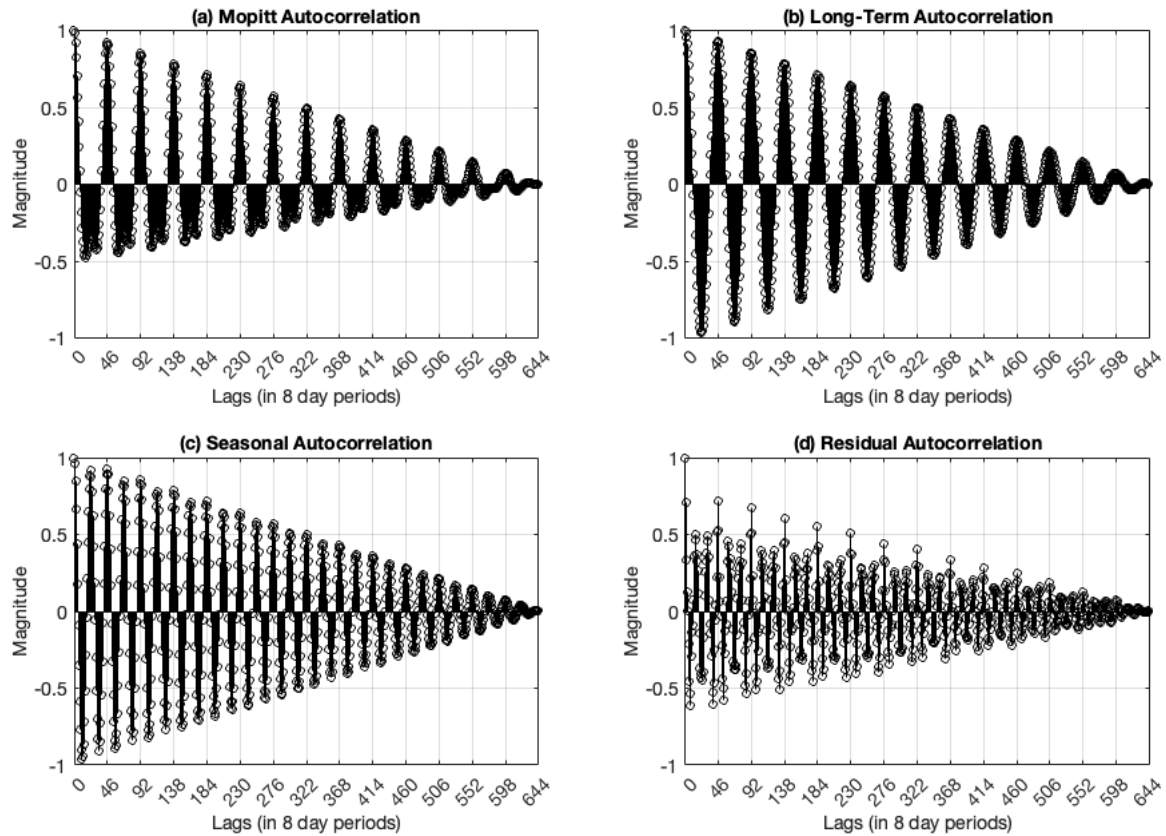 (a) Mopitt Autocorrelation
1
0.5
0
-0.5
-1
Magnitude
0 46 92 138 184 230 276 322 368 414 460 506 552 598 644
Lags (in 8 day periods)
(b) Long-Term Autocorrelation
1
0.5
0
-0.5
-1
Magnitude
0 46 92 138 184 230 276 322 368 414 460 506 552 598 644
Lags (in 8 day periods)
(c) Seasonal Autocorrelation
1
0.5
0
-0.5
-1
Magnitude
0 46 92 138 184 230 276 322 368 414 460 506 552 598 644
Lags (in 8 day periods)
(d) Residual Autocorrelation
1
0.5
0
-0.5
-1
Magnitude
0 46 92 138 184 230 276 322 368 414 460 506 552 598 644
Lags (in 8 day periods)